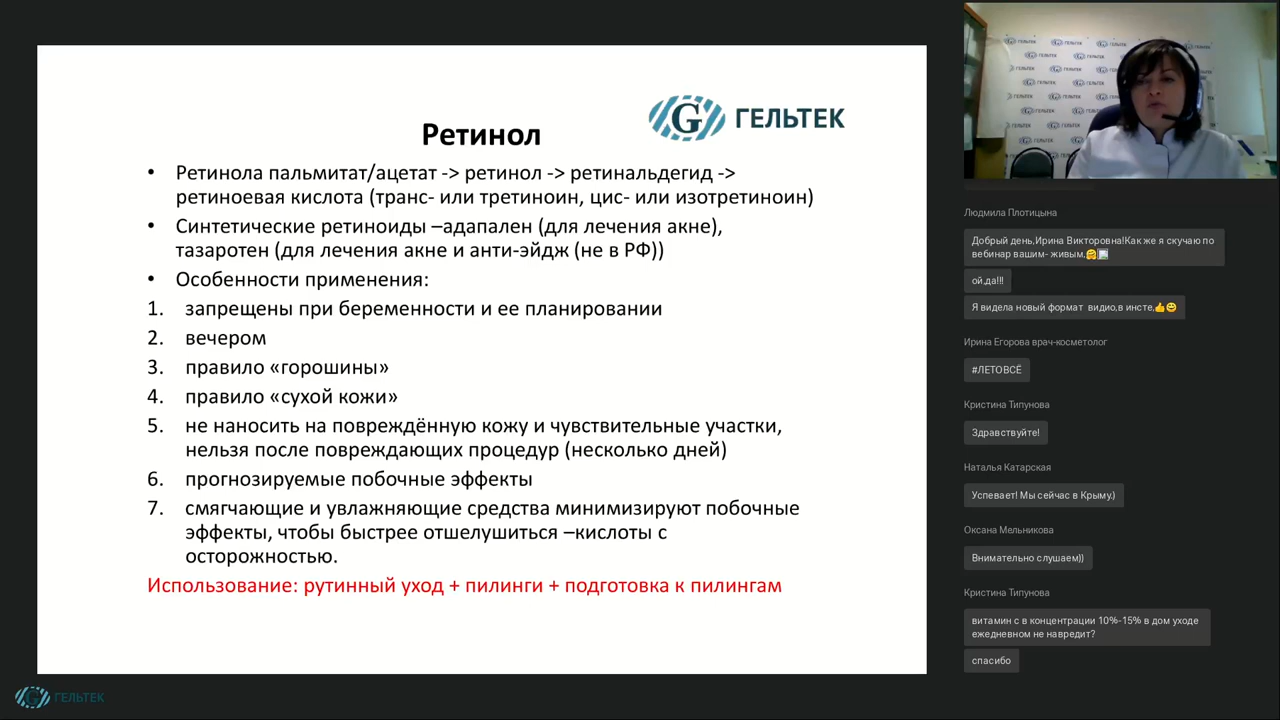 ГЕЛЬТЕК
Ретинол
• Ретинола пальмитат/ацетат -> ретинол -> ретинальдегид ->
ретиноевая кислота (транс- или третиноин, цис- или изотретиноин)
• Синтетические ретиноиды –адапален (для лечения акне),
тазаротен (для лечения акне и анти-эйдж (не в РФ))
• Особенности применения:
1. запрещены при беременности и ее планировании
2. вечером
3. правило «горошины»
4. правило «сухой кожи»
5. не наносить на повреждённую кожу и чувствительные участки,
нельзя после повреждающих процедур (несколько дней)
6. прогнозируемые побочные эффекты
7. смягчающие и увлажняющие средства минимизируют побочные
эффекты, чтобы быстрее отшелушиться –кислоты с
осторожностью.
Использование: рутинный уход + пилинги + подготовка к пилингам
ГЕЛЬТЕК
Людмила Плотицына
Добрый день,Ирина Викторовна!Как же я скучаю по
вебинар вашим- живым,🤗
ой,да!!!
Я видела новый формат видио,в инсте,👍😄
Ирина Егорова врач-косметолог
#ЛЕТОВСЁ
Кристина Типунова
Здравствуйте!
Наталья Катарская
Успевает! Мы сейчас в Крыму,)
Оксана Мельникова
Внимательно слушаем))
Кристина Типунова
витамин с в концентрации 10%-15% в дом уходе
ежедневном не навредит?
спасибо